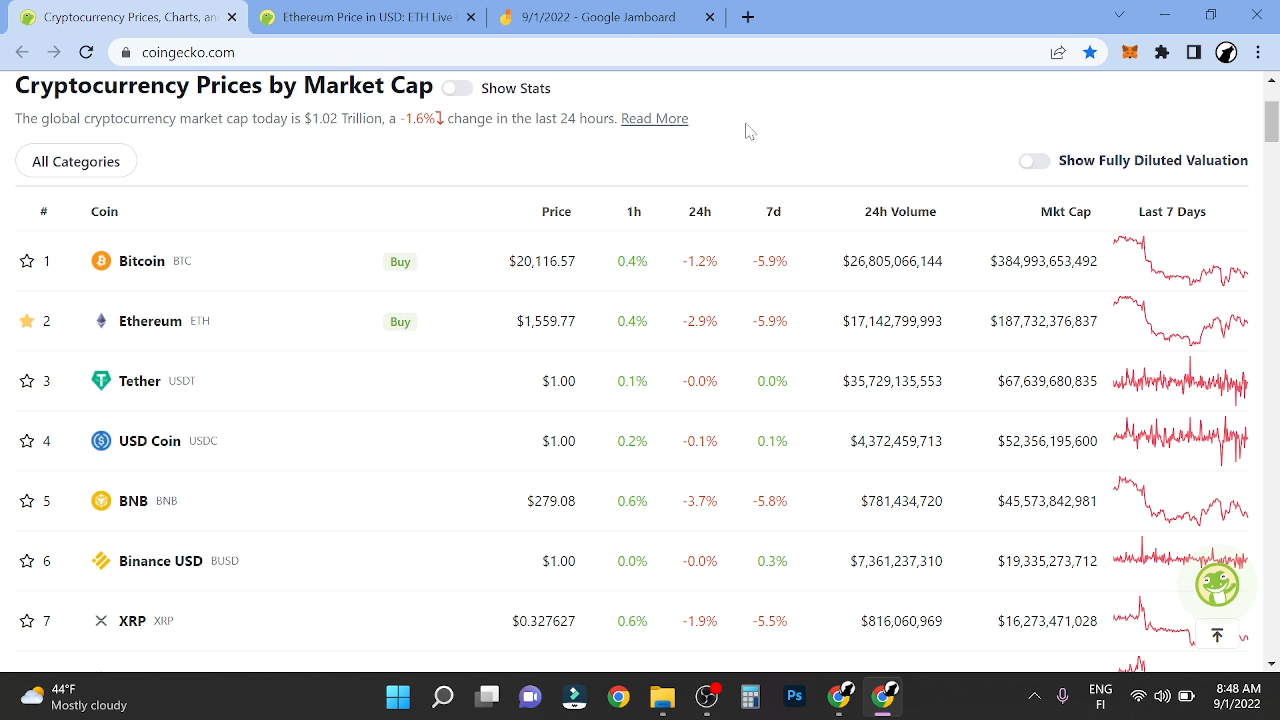 Cryptocurrency Prices, Charts, an
Ethereum Price in USD: ETH Live
9/1/2022 - Google Jamboard
coingecko.com
Cryptocurrency Prices by Market Cap
Show Stats
The global cryptocurrency market cap today is $1.02 Trillion, a -1.6% change in the last 24 hours. Read More
All Categories
Show Fully Diluted Valuation
# Coin Price 1h 24h 7d 24h Volume Mkt Cap Last 7 Days
1 Bitcoin BTC Buy $20,116.57 0.4% -1.2% -5.9% $26,805,066,144 $384,993,653,492
2 Ethereum ETH Buy $1,559.77 0.4% -2.9% -5.9% $17,142,799,993 $187,732,376,837
3 Tether USDT $1.00 0.1% -0.0% 0.0% $35,729,135,553 $67,639,680,835
4 USD Coin USDC $1.00 0.2% -0.1% 0.1% $4,372,459,713 $52,356,195,600
5 BNB BNB $279.08 0.6% -3.7% -5.8% $781,434,720 $45,573,842,981
6 Binance USD BUSD $1.00 0.0% -0.0% 0.3% $7,361,237,310 $19,335,273,712
7 XRP XRP $0.327627 0.6% -1.9% -5.5% $816,060,969 $16,273,471,028
44°F
Mostly cloudy
Ps
ENG
FI
8:48 AM
9/1/2022